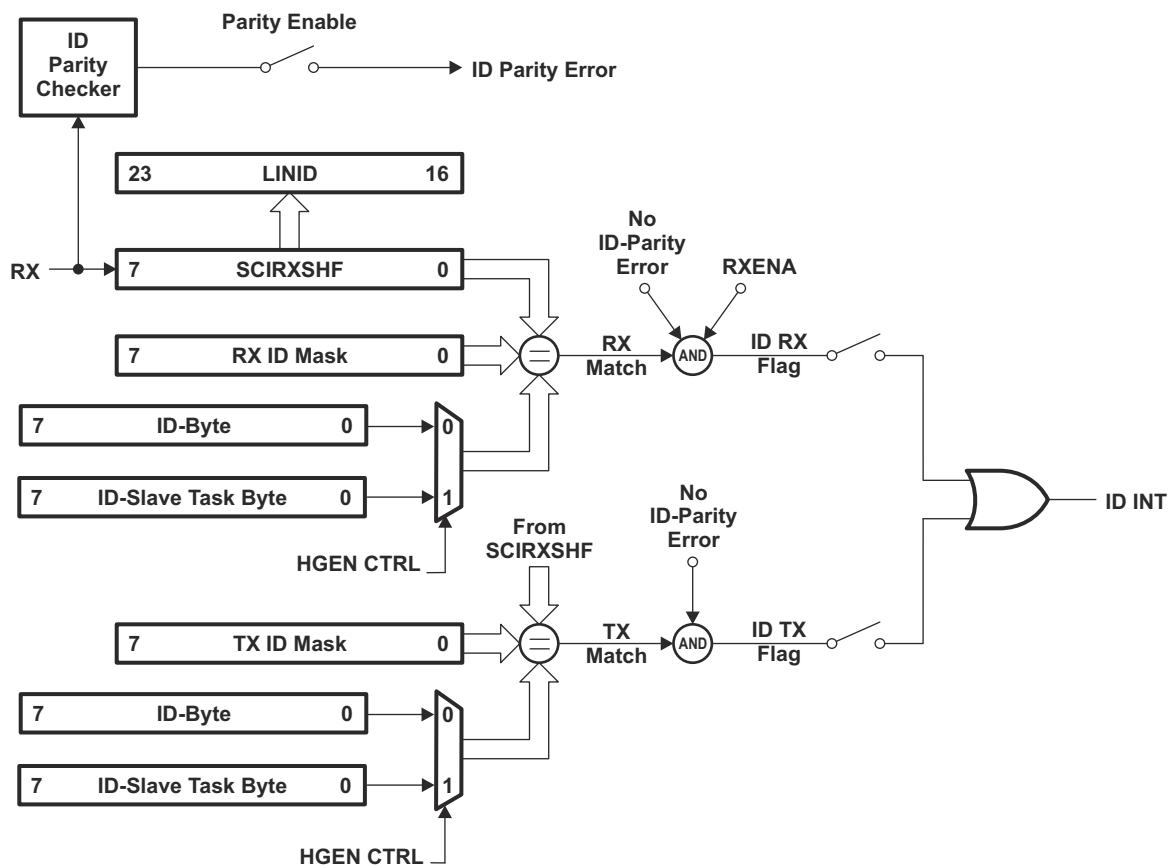 Parity Enable
ID
Parity
Checker
ID Parity Error
23 LINID 16
RX
7 SCIRXSHF 0
No
ID-Parity
Error
RXENA
7 RX ID Mask 0
=
RX
Match
AND
ID RX
Flag
7 ID-Byte 0
0
7 ID-Slave Task Byte 0
1
HGEN CTRL
ID INT
From
SCIRXSHF
No
ID-Parity
Error
7 TX ID Mask 0
=
TX
Match
AND
ID TX
Flag
7 ID-Byte 0
0
7 ID-Slave Task Byte 0
1
HGEN CTRL